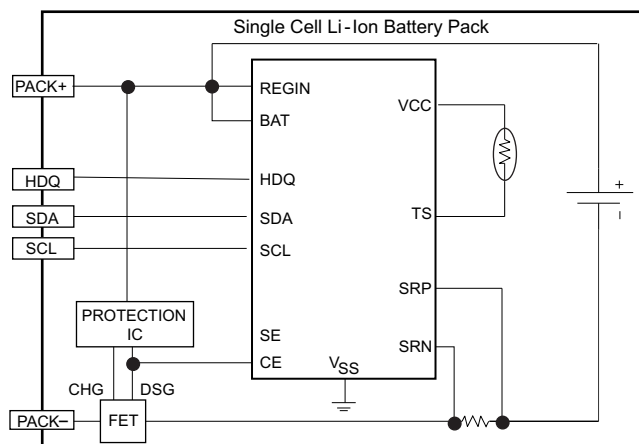 Single Cell Li-Ion Battery Pack
PACK+
REGIN
VCC
BAT
HDQ
HDQ
+
SDA
SDA
TS
-
SCL
SCL
SRP
PROTECTION
IC
SE
SRN
CE
VSS
CHG
DSG
PACK–
FET